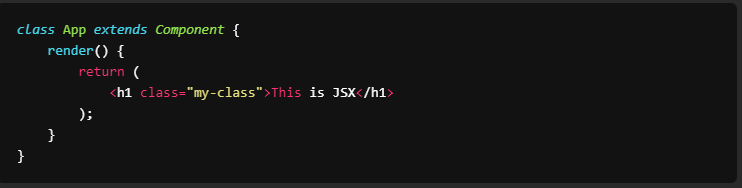 class App extends Component {
    render() {
        return (
            <h1 class="my-class">This is JSX</h1>
        );
    }
}